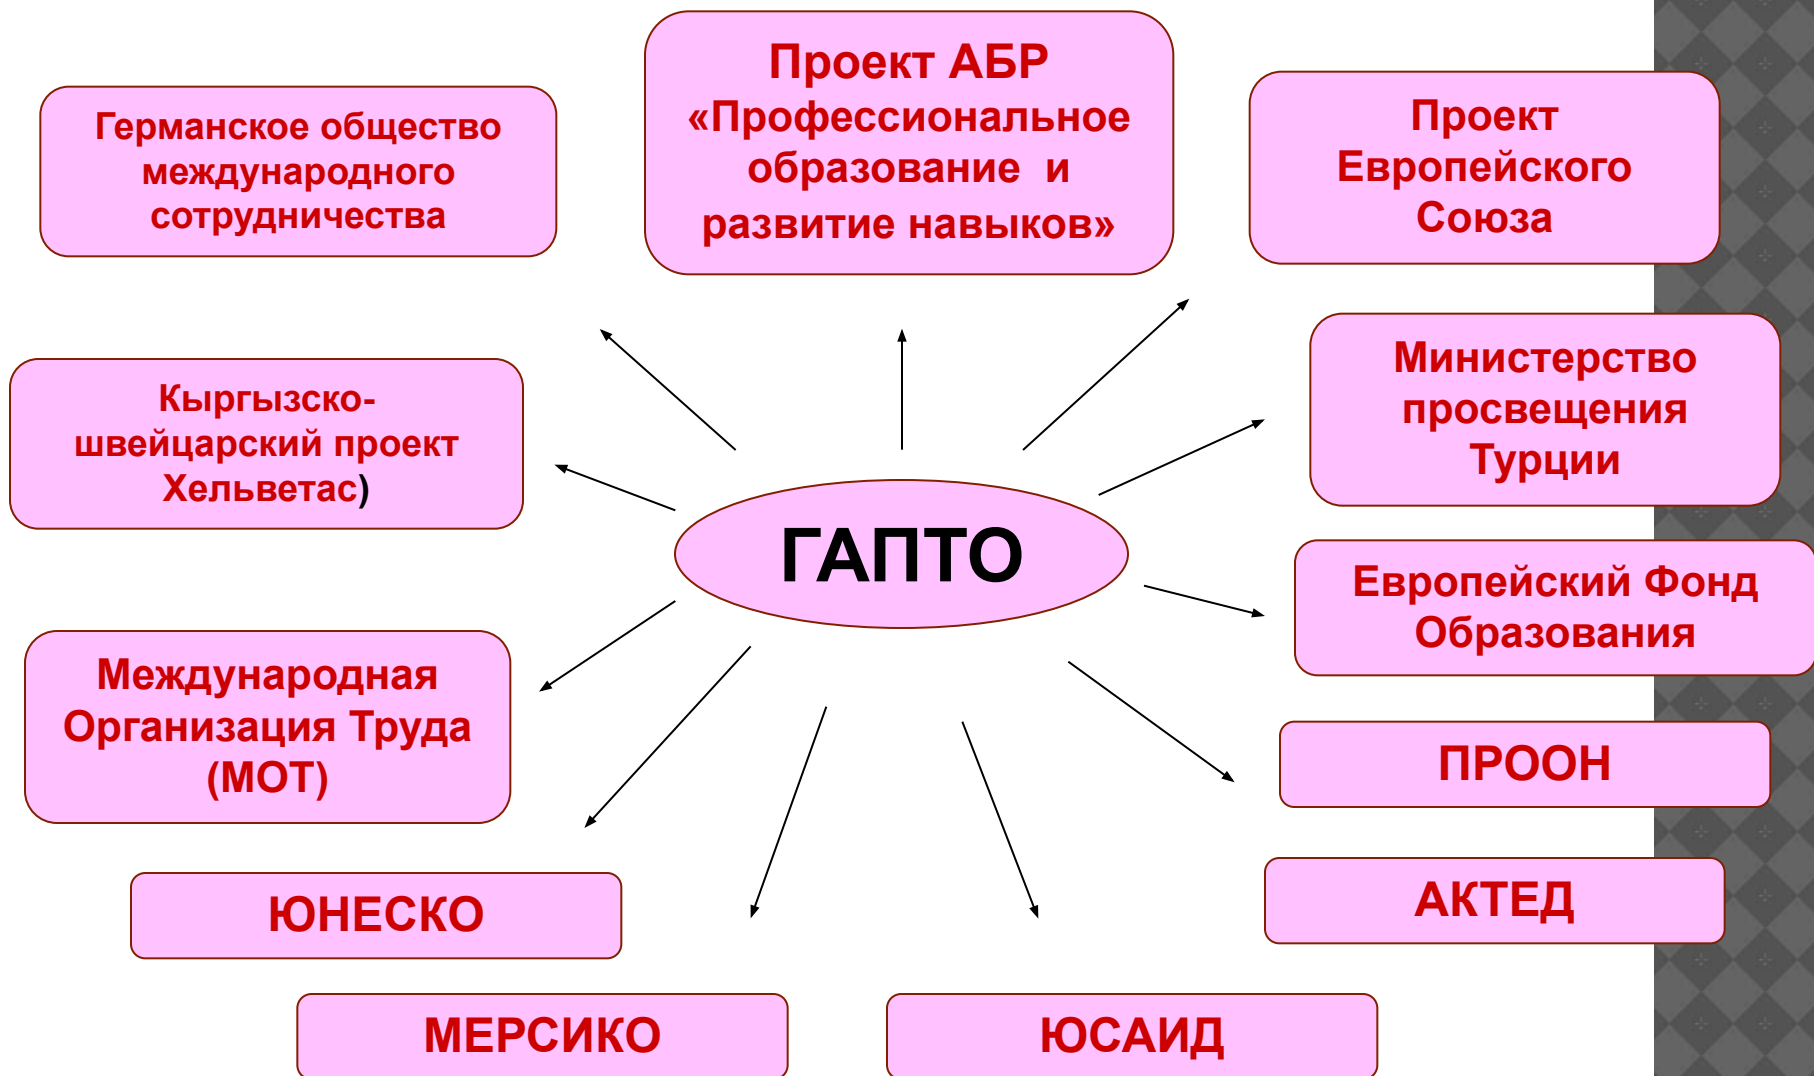 Проект АБР
«Профессиональное
образование и
развитие навыков»
Германское общество
международного
сотрудничества
Проект
Европейского
Союза
Кыргызско-
швейцарский проект
Хельветас)
Министерство
просвещения
Турции
ГАПТО
Европейский Фонд
Образования
Международная
Организация Труда
(МОТ)
ПРООН
ЮНЕСКО
АКТЕД
МЕРСИКО
ЮСАИД